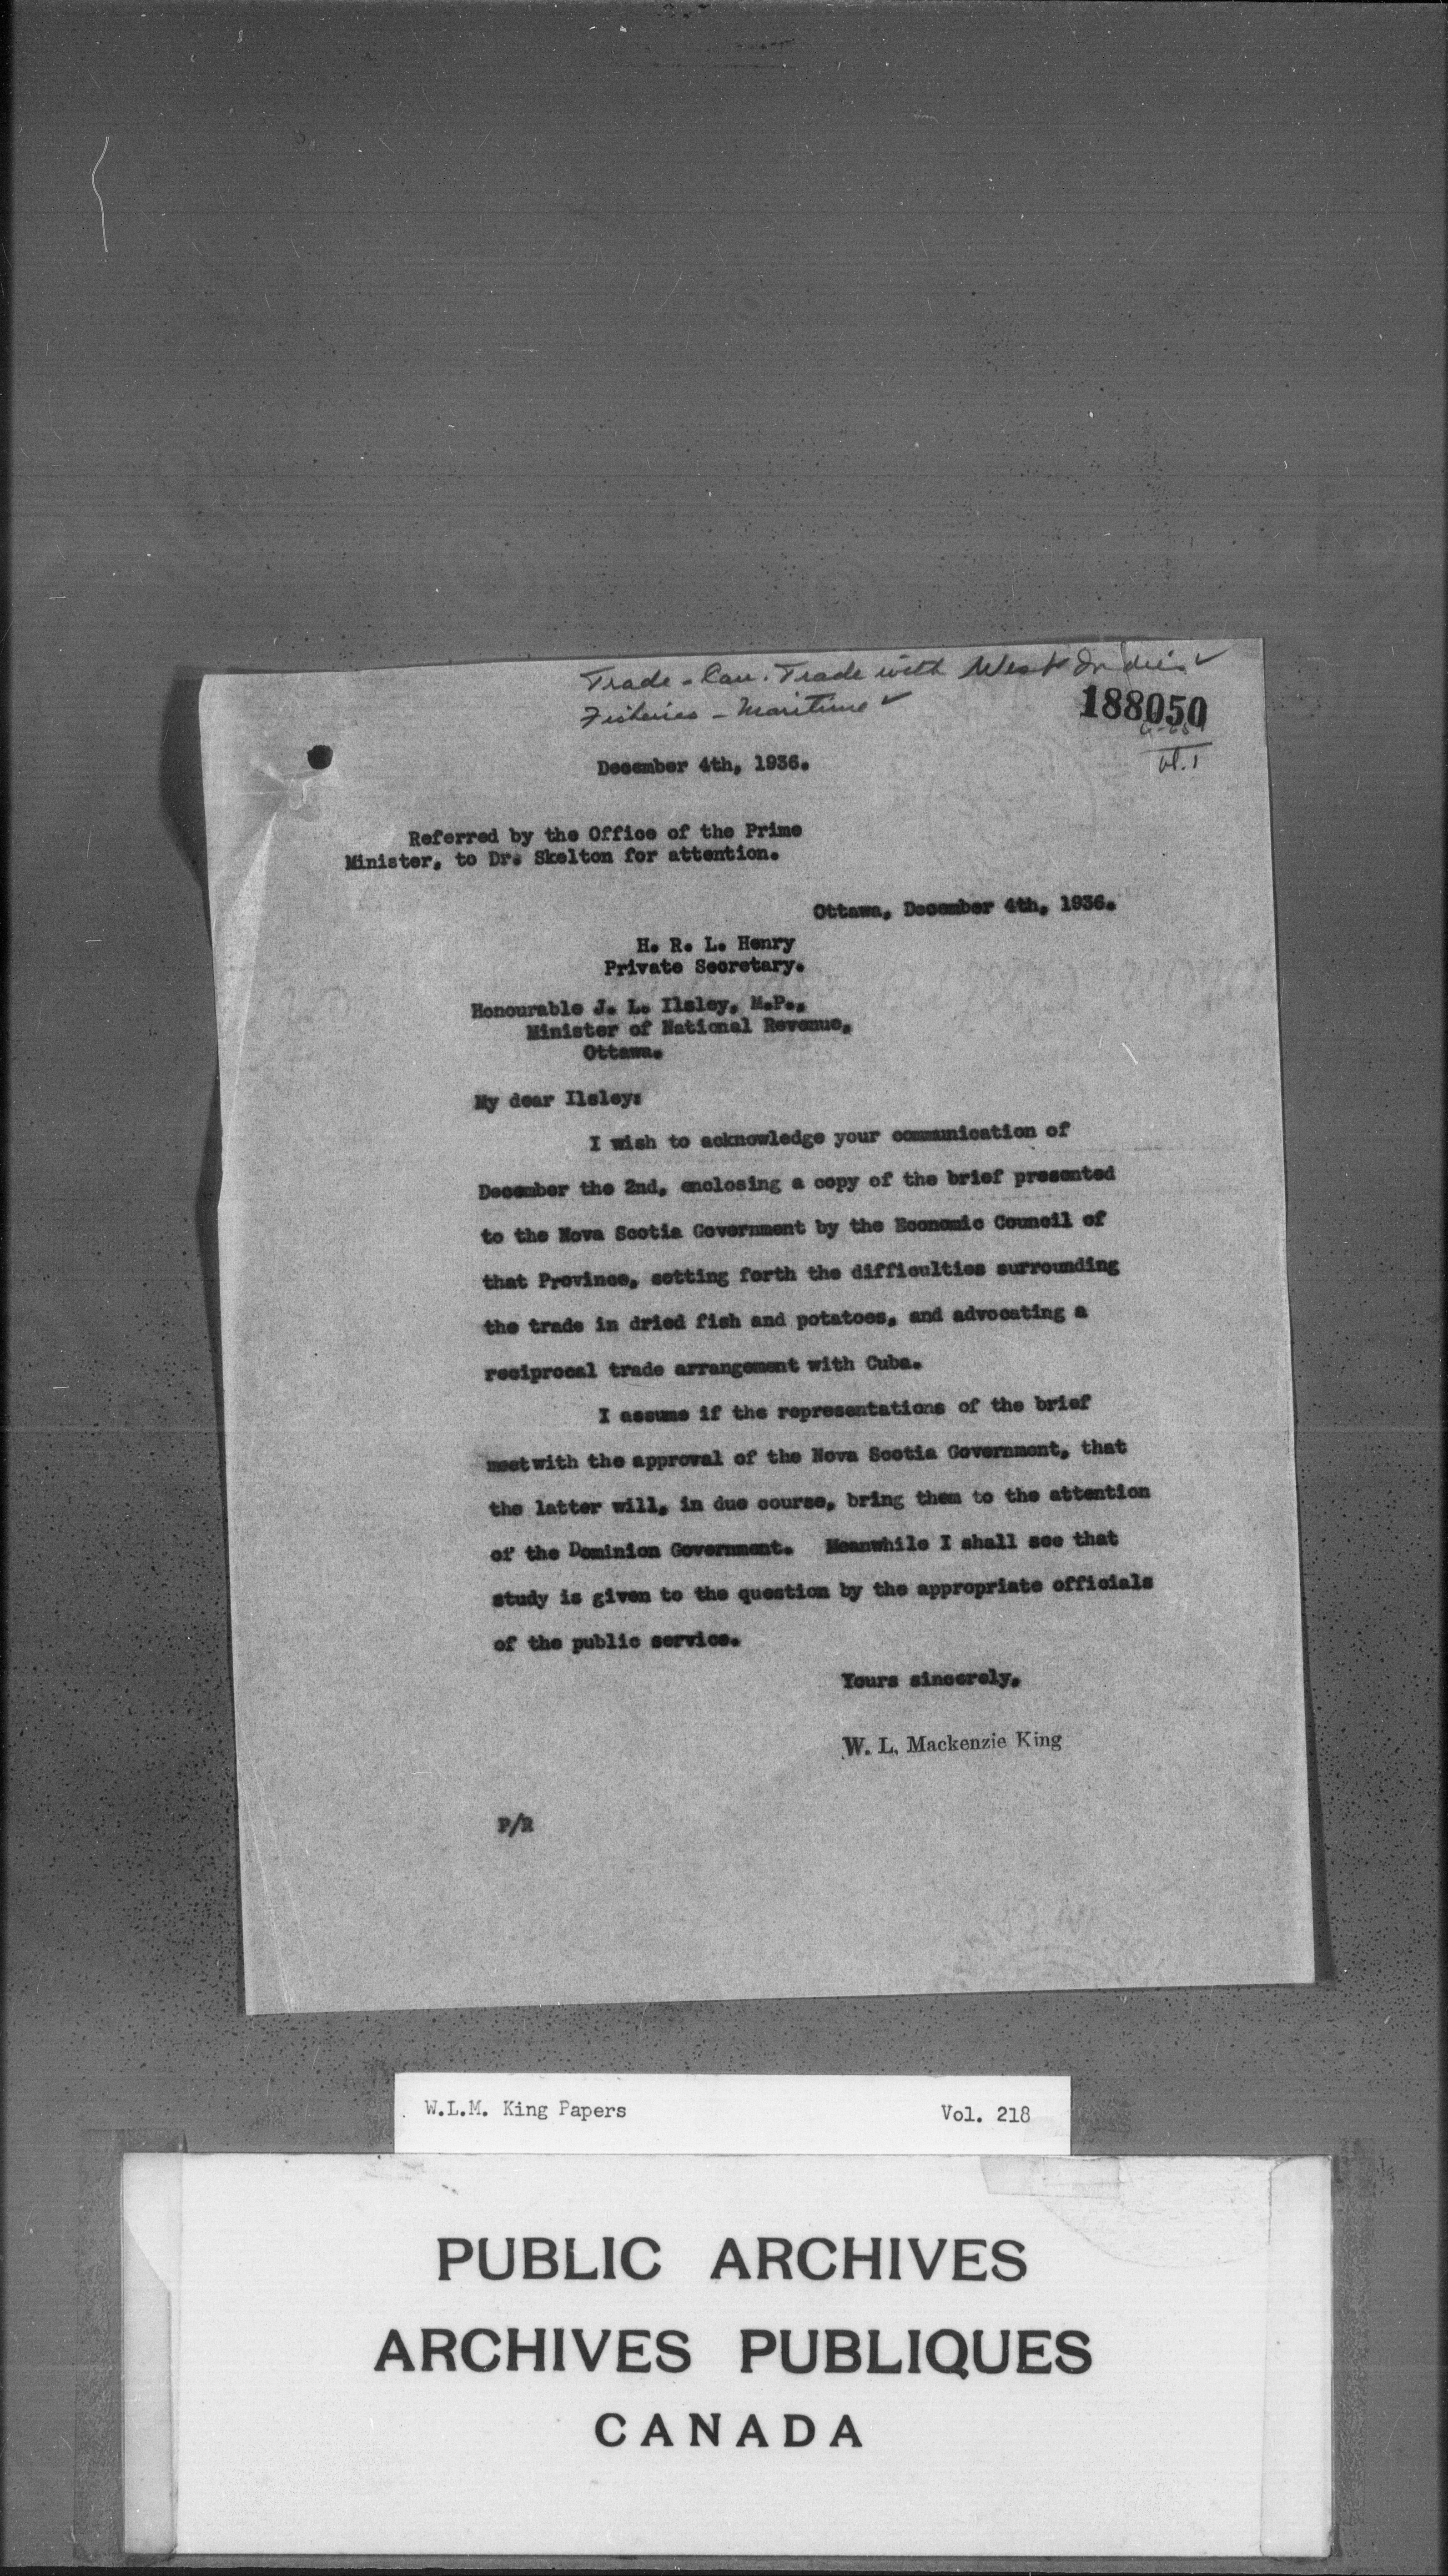 Trade - Can. Trade with West Indies ✓
Fisheries - Maritime ✓
188050
Vl. 1
December 4th, 1936.
Referred by the Office of the Prime
Minister, to Dr. Skelton for attention.
Ottawa, December 4th, 1936.
H. R. L. Henry
Private Secretary.
Honourable J. L. Ilsley, M.P.,
Minister of National Revenue,
Ottawa.
My dear Ilsley:
I wish to acknowledge your communication of
December the 2nd, enclosing a copy of the brief presented
to the Nova Scotia Government by the Economic Council of
that Province, setting forth the difficulties surrounding
the trade in dried fish and potatoes, and advocating a
reciprocal trade arrangement with Cuba.
I assume if the representations of the brief
meet with the approval of the Nova Scotia Government, that
the latter will, in due course, bring them to the attention
of the Dominion Government. Meanwhile I shall see that
study is given to the question by the appropriate officials
of the public service.
Yours sincerely,
W. L. Mackenzie King
P/R
W.L.M. King Papers Vol. 218
PUBLIC ARCHIVES
ARCHIVES PUBLIQUES
CANADA